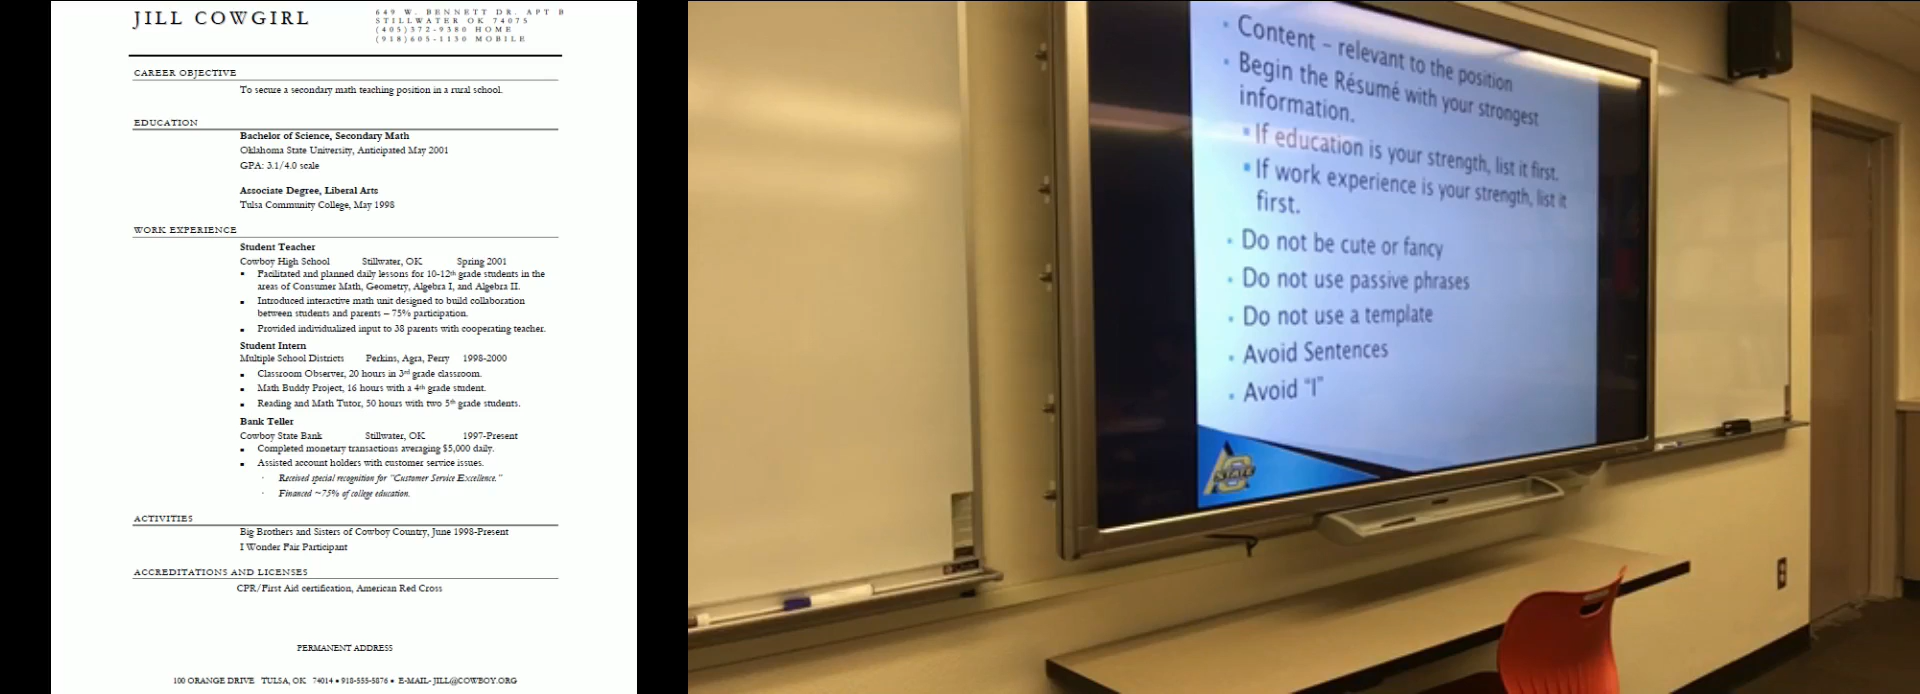 JILL COWGIRL
649 W. BENNETT DR. APT B
STILLWATER OK 74075
(405)372-9380 HOME
(918)605-1130 MOBILE
CAREER OBJECTIVE
To secure a secondary math teaching position in a rural school.
EDUCATION
Bachelor of Science, Secondary Math
Oklahoma State University, Anticipated May 2001
GPA: 3.1/4.0 scale
Associate Degree, Liberal Arts
Tulsa Community College, May 1998
WORK EXPERIENCE
Student Teacher
Cowboy High School Stillwater, OK Spring 2001
▪ Facilitated and planned daily lessons for 10-12th grade students in the
areas of Consumer Math, Geometry, Algebra I, and Algebra II.
▪ Introduced interactive math unit designed to build collaboration
between students and parents – 75% participation.
▪ Provided individualized input to 38 parents with cooperating teacher.
Student Intern
Multiple School Districts Perkins, Agra, Perry 1998-2000
▪ Classroom Observer, 20 hours in 3rd grade classroom.
▪ Math Buddy Project, 16 hours with a 4th grade student.
▪ Reading and Math Tutor, 50 hours with two 5th grade students.
Bank Teller
Cowboy State Bank Stillwater, OK 1997-Present
▪ Completed monetary transactions averaging $5,000 daily.
▪ Assisted account holders with customer service issues.
· Received special recognition for "Customer Service Excellence."
· Financed ~75% of college education.
ACTIVITIES
Big Brothers and Sisters of Cowboy Country, June 1998-Present
I Wonder Fair Participant
ACCREDITATIONS AND LICENSES
CPR/First Aid certification, American Red Cross
PERMANENT ADDRESS
100 ORANGE DRIVE TULSA, OK 74014 • 918-555-5876 • E-MAIL- JILL@COWBOY.ORG
• Content – relevant to the position
• Begin the Résumé with your strongest
information.
▪ If education is your strength, list it first.
▪ If work experience is your strength, list it
first.
• Do not be cute or fancy
• Do not use passive phrases
• Do not use a template
• Avoid Sentences
• Avoid “I”